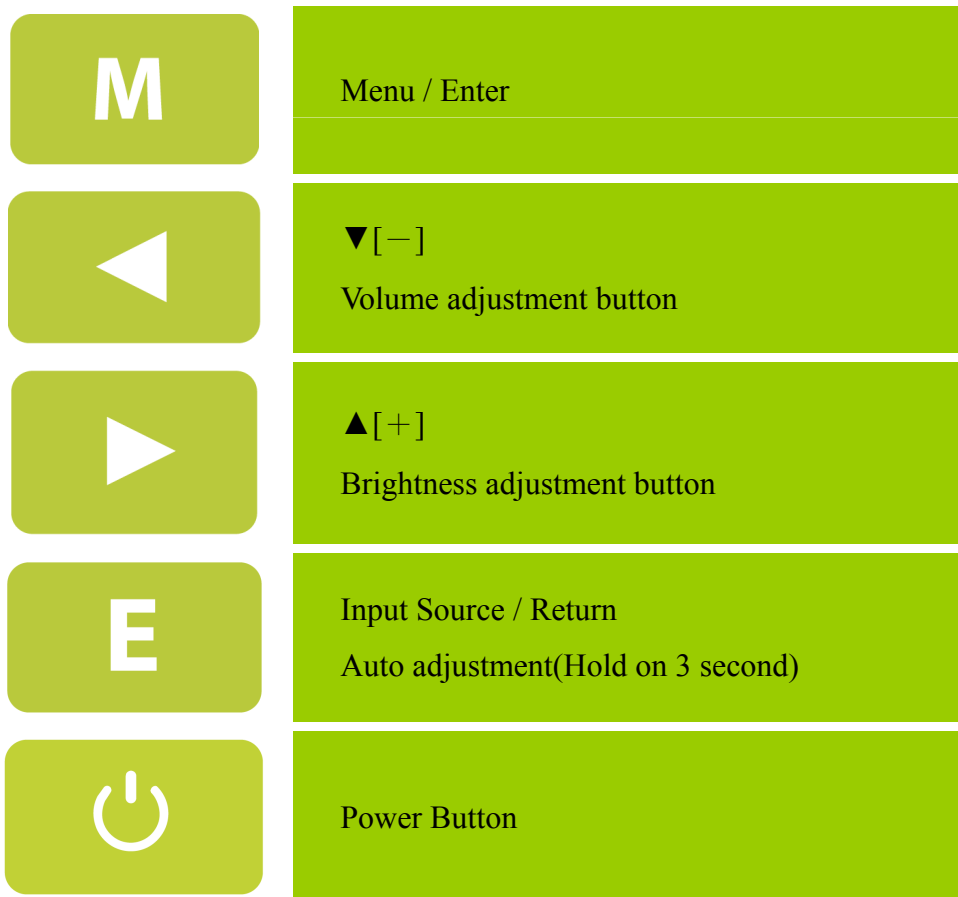 M
Menu / Enter
▼[－]
Volume adjustment button
▲[＋]
Brightness adjustment button
E
Input Source / Return
Auto adjustment(Hold on 3 second)
Power Button